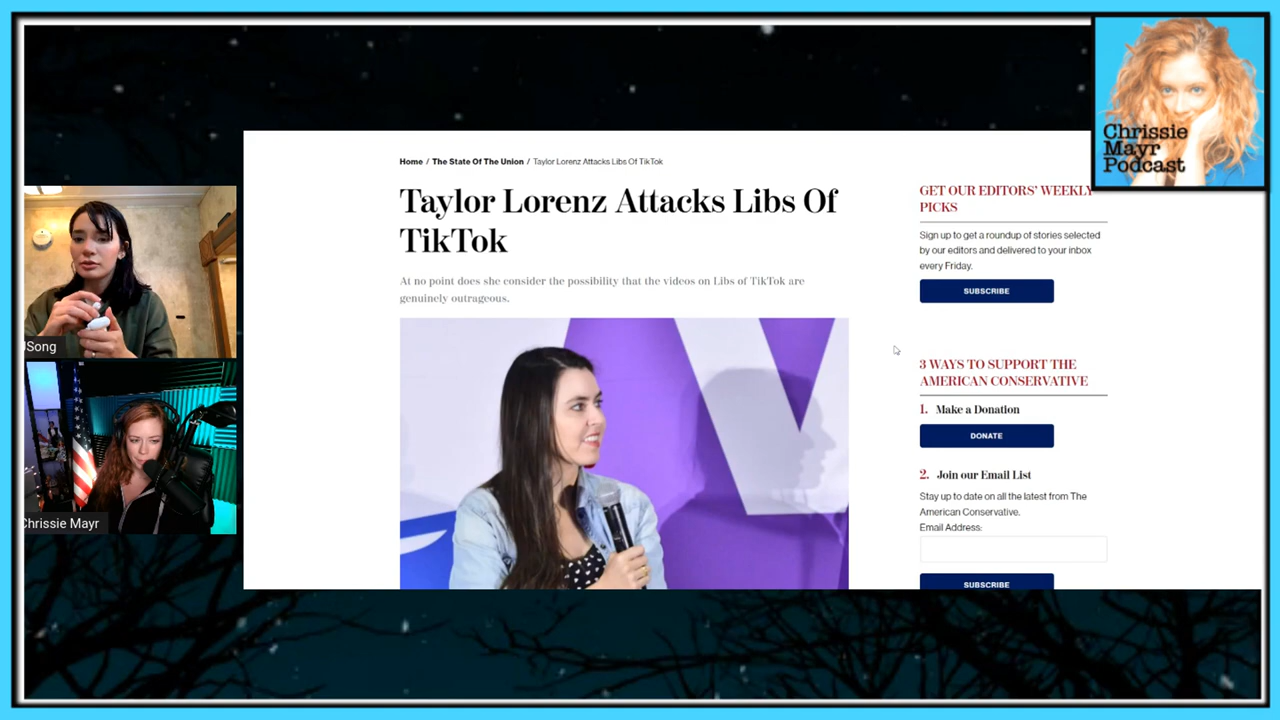 Chrissie
Mayr
Podcast
Home / The State Of The Union / Taylor Lorenz Attacks Libs Of TikTok
Taylor Lorenz Attacks Libs Of
TikTok
At no point does she consider the possibility that the videos on Libs of TikTok are
genuinely outrageous.
GET OUR EDITORS’ WEEKLY
PICKS
Sign up to get a roundup of stories selected
by our editors and delivered to your inbox
every Friday.
SUBSCRIBE
3 WAYS TO SUPPORT THE
AMERICAN CONSERVATIVE
1. Make a Donation
DONATE
2. Join our Email List
Stay up to date on all the latest from The
American Conservative.
Email Address:
SUBSCRIBE
JSong
Chrissie Mayr